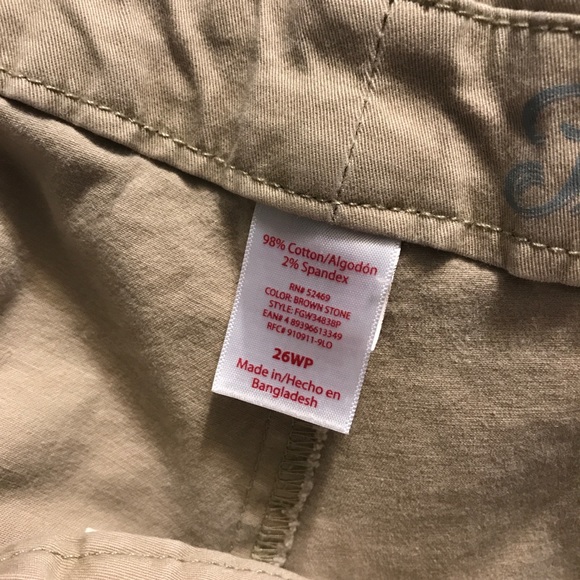 98% Cotton/Algodón
2% Spandex
RN# 52469
COLOR: BROWN STONE
STYLE: FGW34838P
EAN# 4 89396613349
RFC# 910911-9L0
26WP
Made in/Hecho en
Bangladesh